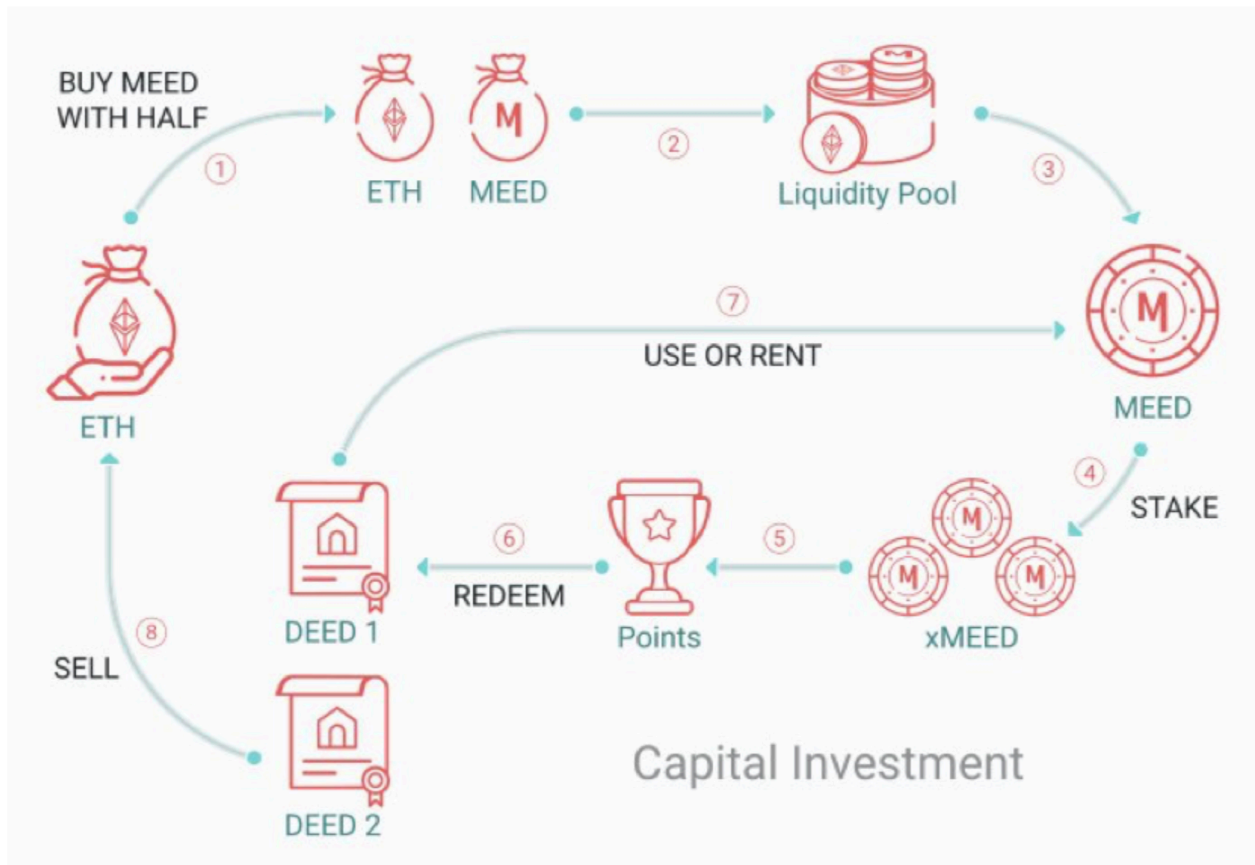 BUY MEED
WITH HALF
1
ETH
M
MEED
2
Liquidity Pool
3
ETH
7
USE OR RENT
M
MEED
4
STAKE
DEED 1
6
REDEEM
Points
5
M
M
M
xMEED
8
SELL
DEED 2
Capital Investment